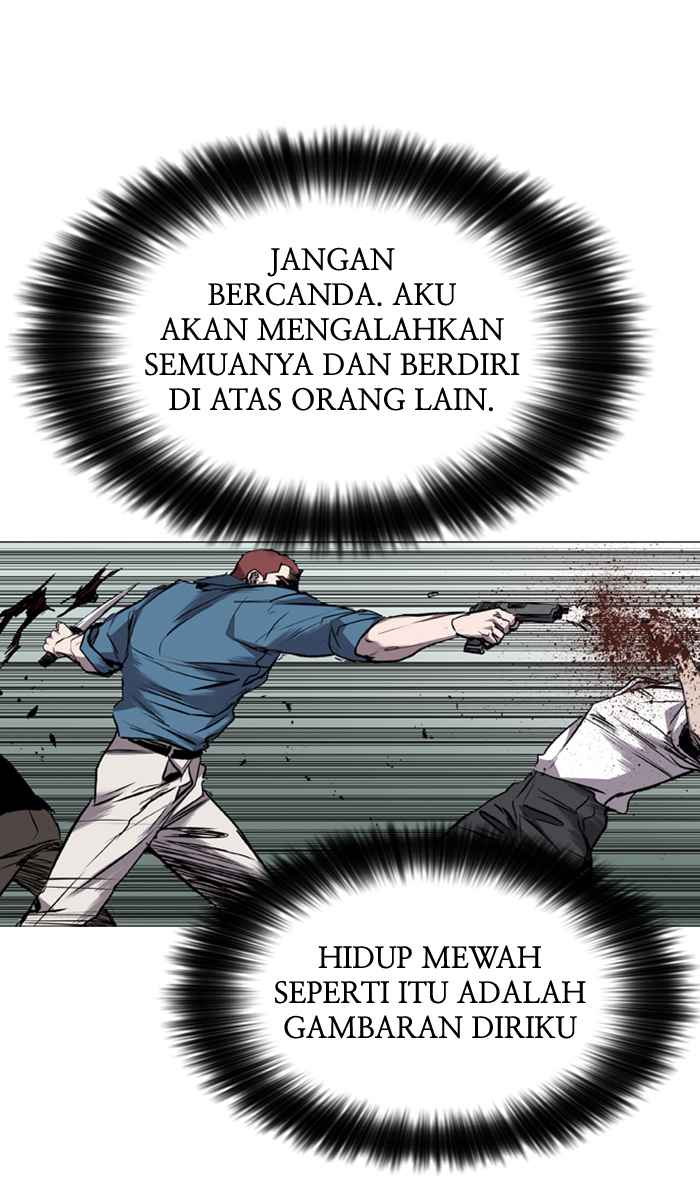 JANGAN
BERCANDA. AKU
AKAN MENGALAHKAN
SEMUANYA DAN BERDIRI
DI ATAS ORANG LAIN.
HIDUP MEWAH
SEPERTI ITU ADALAH
GAMBARAN DIRIKU